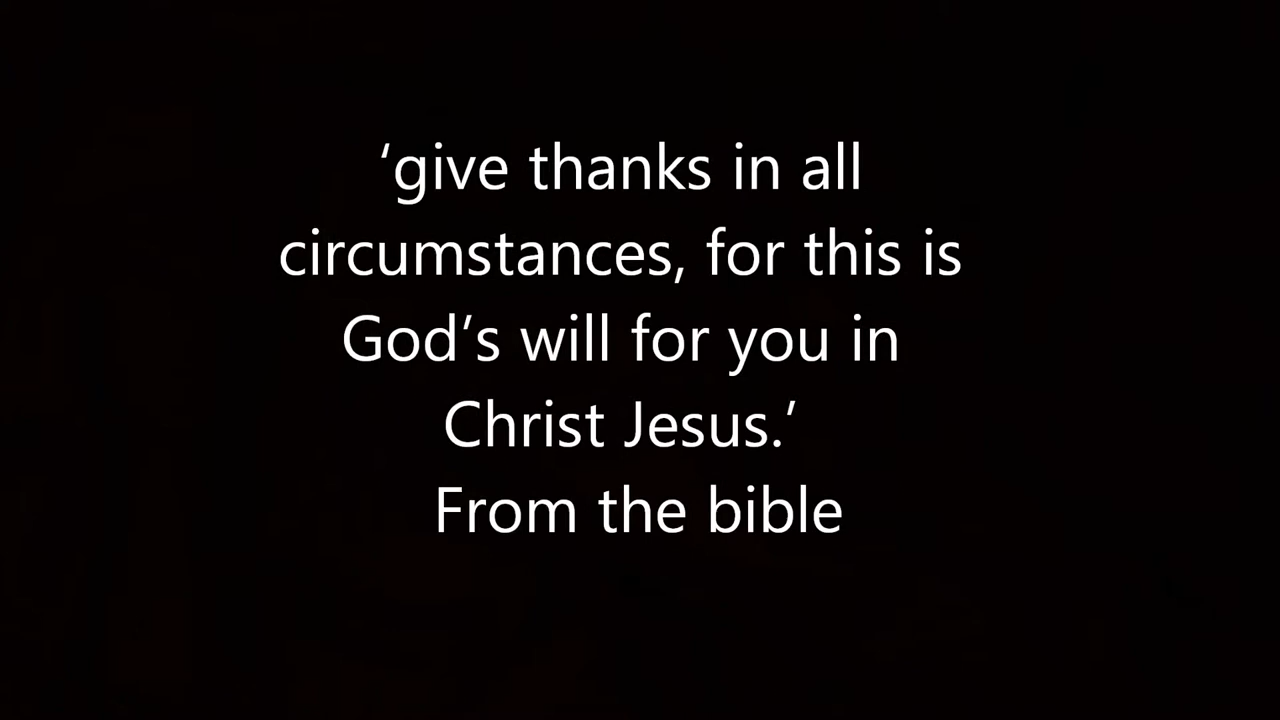 ‘give thanks in all
circumstances, for this is
God’s will for you in
Christ Jesus.’
From the bible